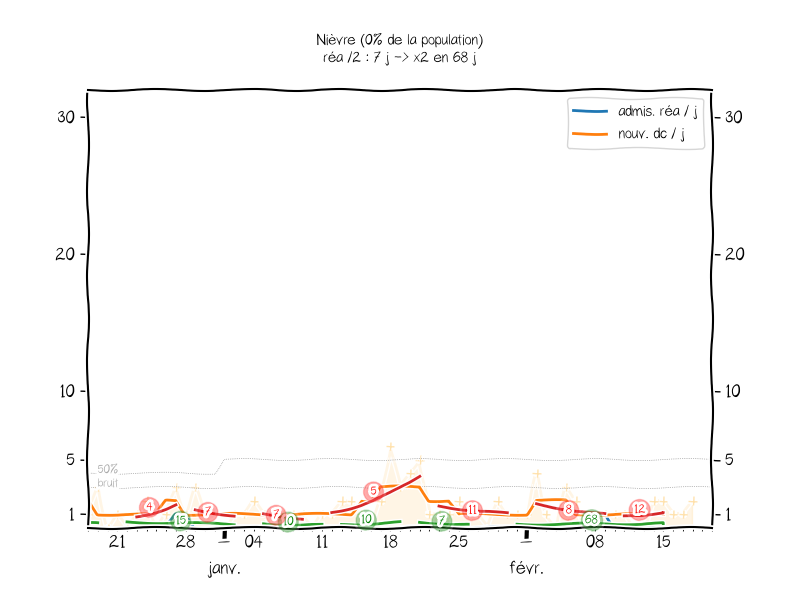 Nièvre (0% de la population)
réa /2 : 7 j -> x2 en 68 j
admis. réa / j
nouv. dc / j
30 30
20 20
10 10
5 5
50%
bruit
1 1
4 15 7 7 10 5 10 7 11 8 68 12
21 28 04 11 18 25 08 15
janv. févr.